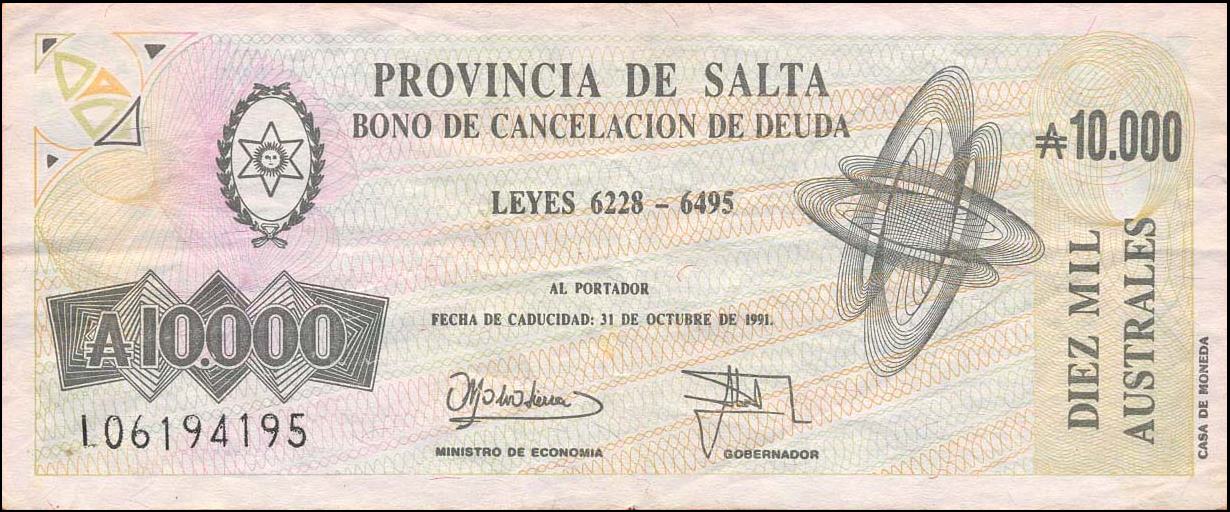 PROVINCIA DE SALTA
BONO DE CANCELACION DE DEUDA
LEYES 6228 – 6495
AL PORTADOR
FECHA DE CADUCIDAD: 31 DE OCTUBRE DE 1991.
₳10.000
₳10.000
DIEZ MIL
AUSTRALES
L06194195
MINISTRO DE ECONOMIA
GOBERNADOR
CASA DE MONEDA